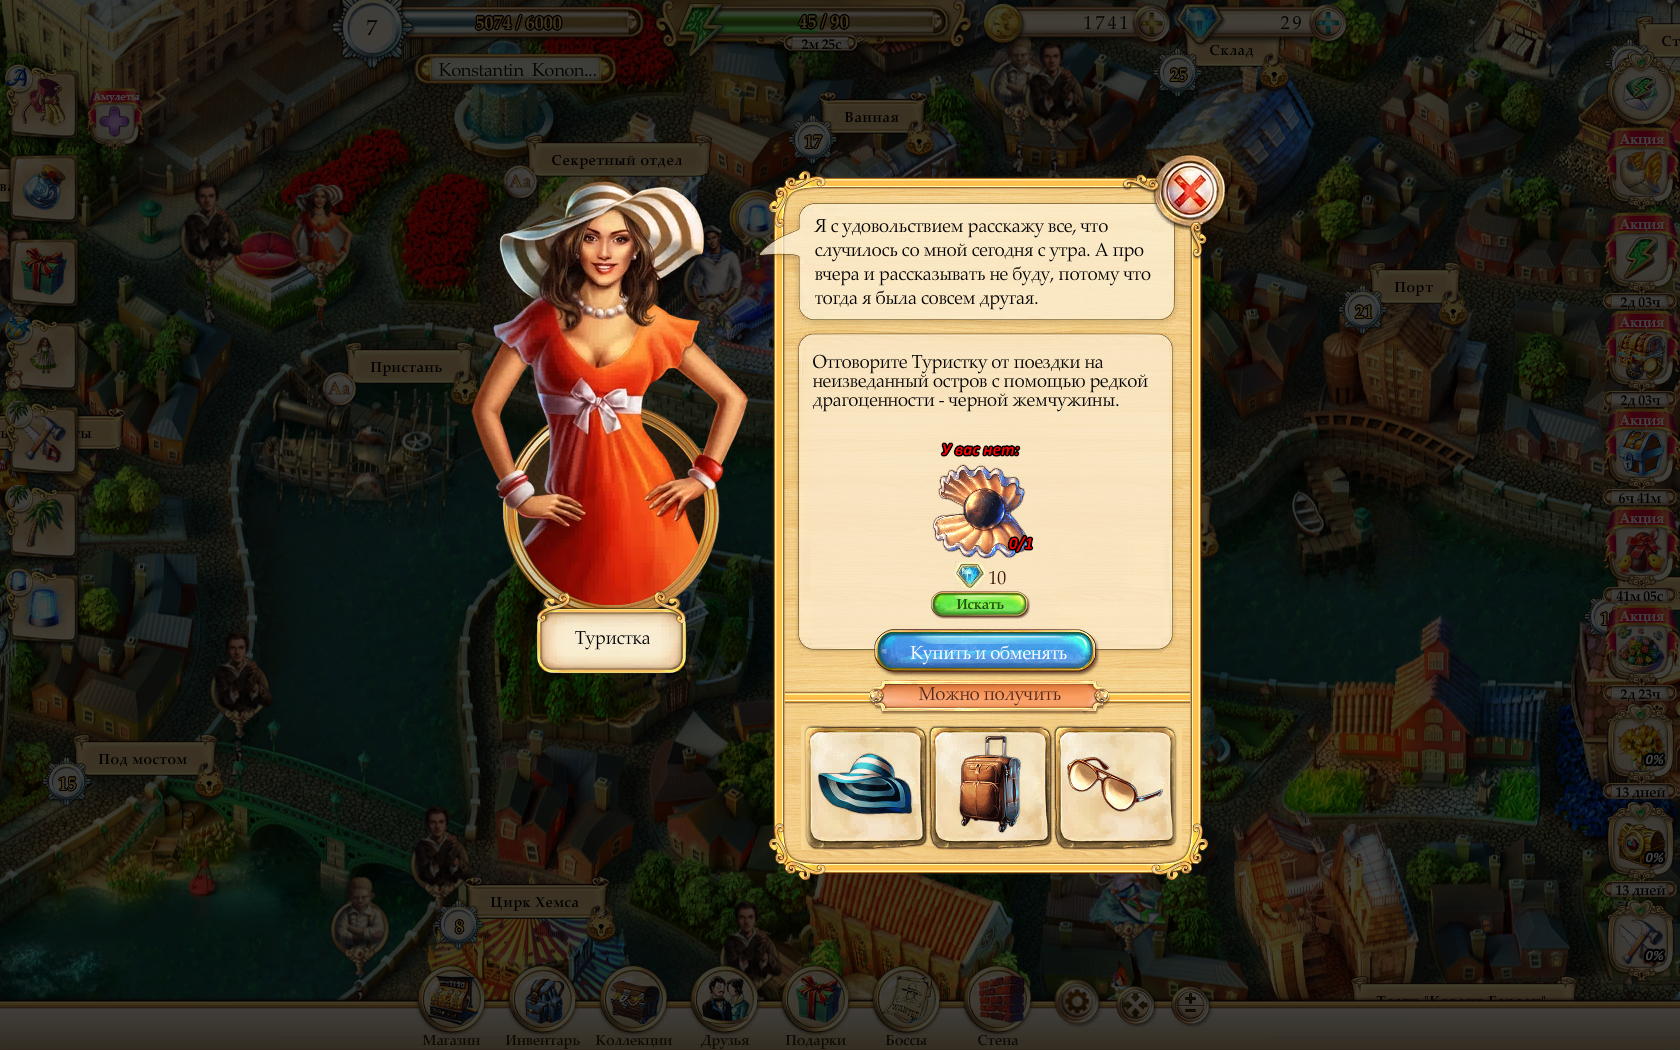 7
5074 / 6000
45 / 90
2м 25с
1741
29
Konstantin Konon...
Склад
25
Амулеты
Ванная
17
Секретный отдел
Aa
Акция
Я с удовольствием расскажу все, что
случилось со мной сегодня с утра. А про
вчера и рассказывать не буду, потому что
тогда я была совсем другая.
Акция
2д 03ч
Порт
21
Акция
Отговорите Туристку от поездки на
неизведанный остров с помощью редкой
драгоценности - черной жемчужины.
Пристань
Aa
2д 03ч
Акция
У вас нет:
0/1
6ч 41м
Акция
10
Искать
41м 05с
Акция
Туристка
Купить и обменять
Можно получить
2д 23ч
0%
Под мостом
15
13 дней
0%
13 дней
Цирк Хемса
8
0%
Магазин
Инвентарь
Коллекции
Друзья
Подарки
Боссы
Стена